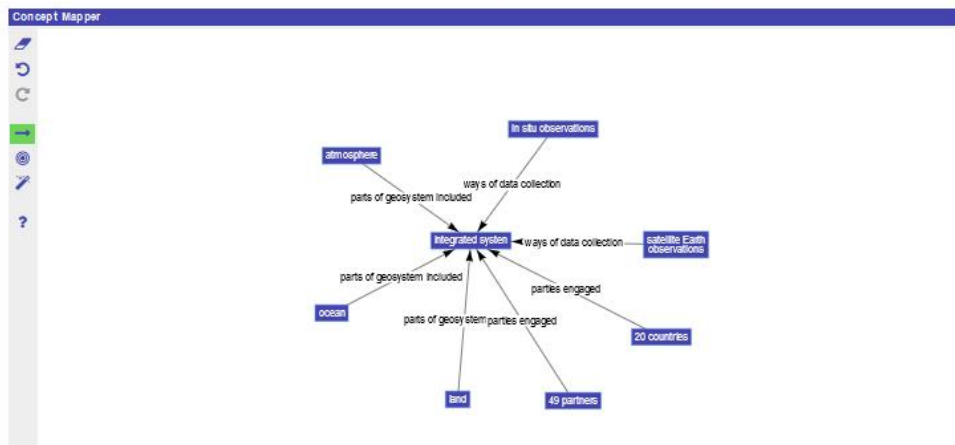 Concept Mapper
in situ observations
atmosphere
ways of data collection
parts of geosystem included
integrated systen
ways of data collection
satellite Earth
observations
parts of geosystem included
parties engaged
ocean
parts of geosystem
parties engaged
20 countries
land
49 partners
?